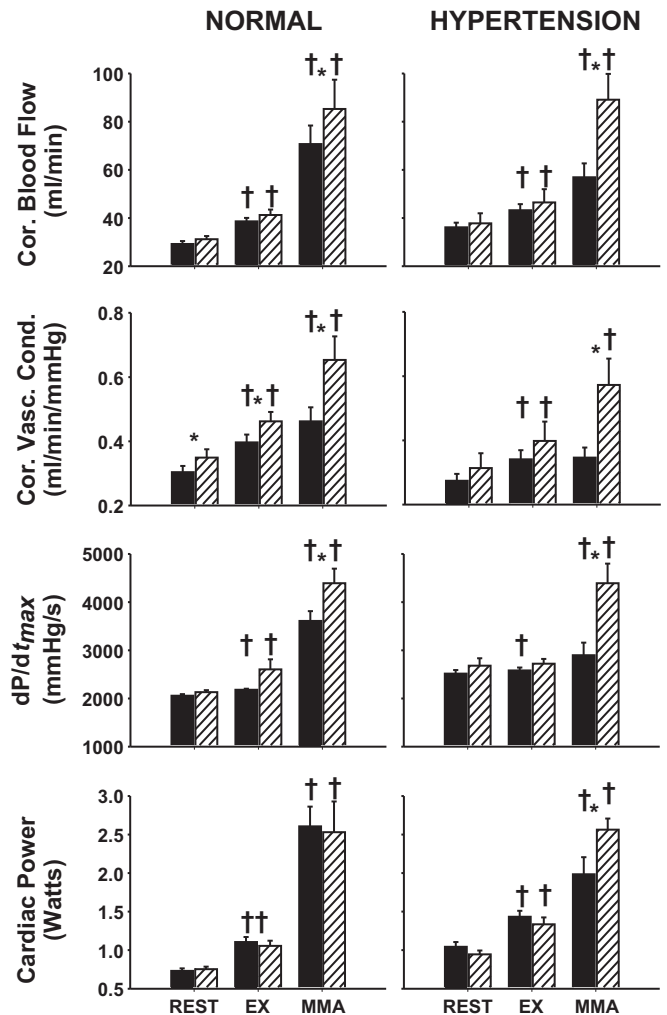 NORMAL HYPERTENSION
†*† †*†
Cor. Blood Flow
(ml/min)
100
80
60
40
20
† † † †
Cor. Vasc. Cond.
(ml/min/mmHg)
0.8
0.6
0.4
0.2
†*† *†
*
†*† † †
dP/dtmax
(mmHg/s)
5000
4000
3000
2000
1000
†*† †*†
† † †
Cardiac Power
(Watts)
3.0
2.5
2.0
1.5
1.0
0.5
† † †*†
†† † †
REST EX MMA REST EX MMA